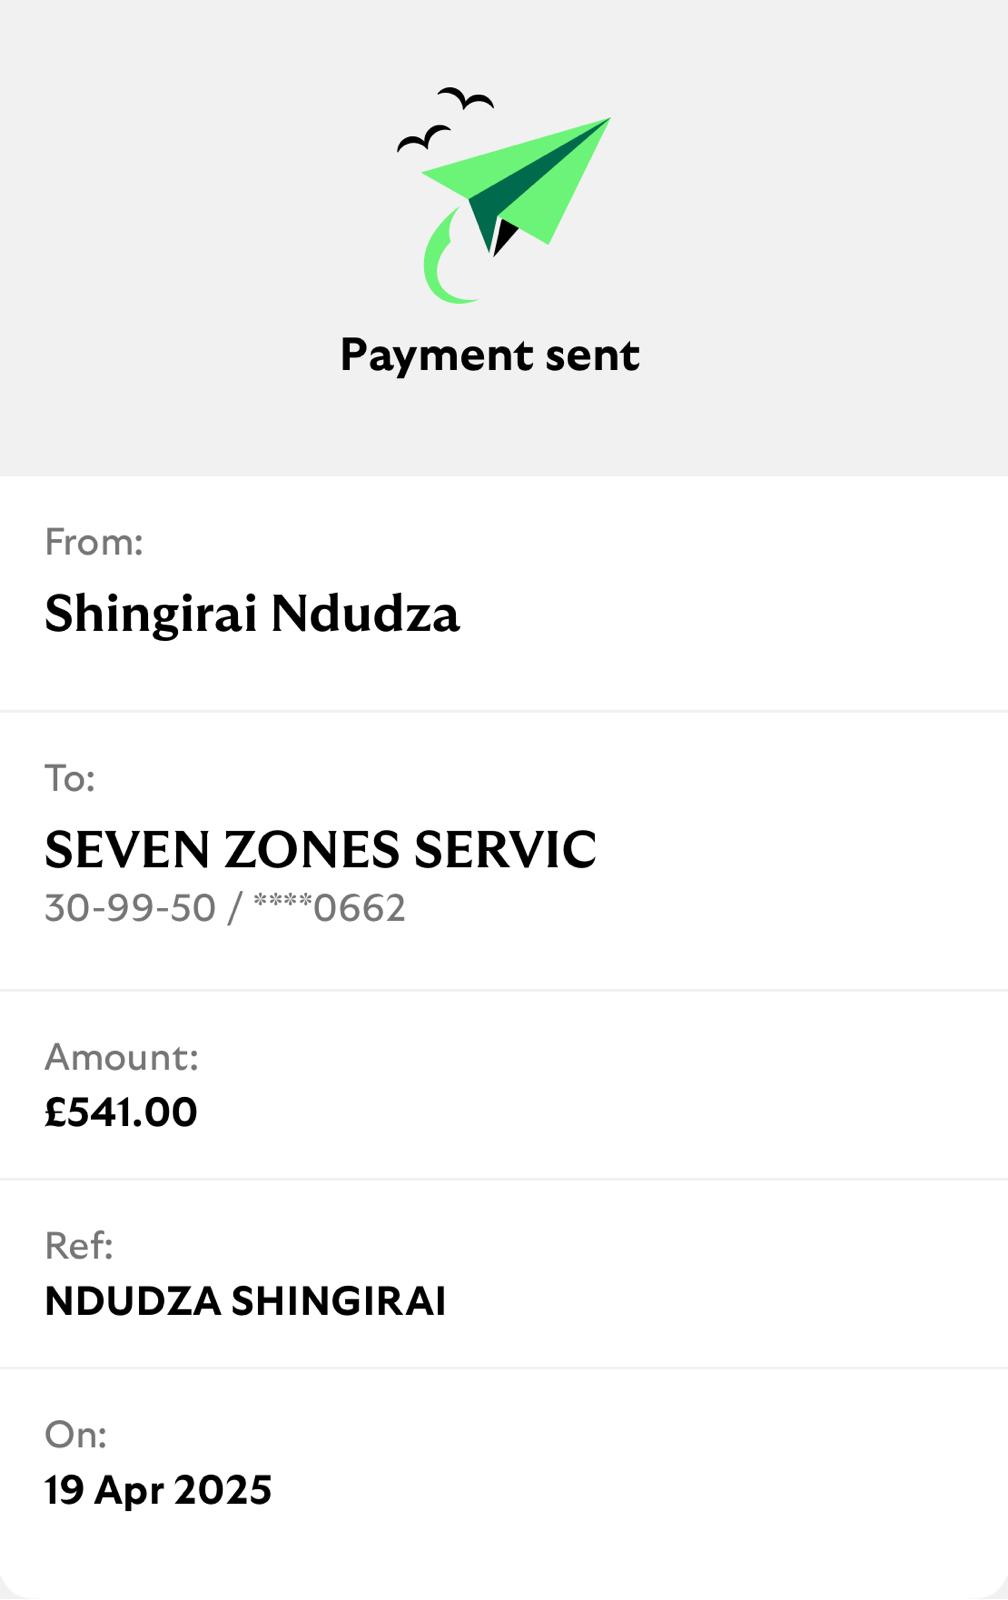 Payment sent
From:
Shingirai Ndudza
To:
SEVEN ZONES SERVIC
30-99-50 / ****0662
Amount:
£541.00
Ref:
NDUDZA SHINGIRAI
On:
19 Apr 2025